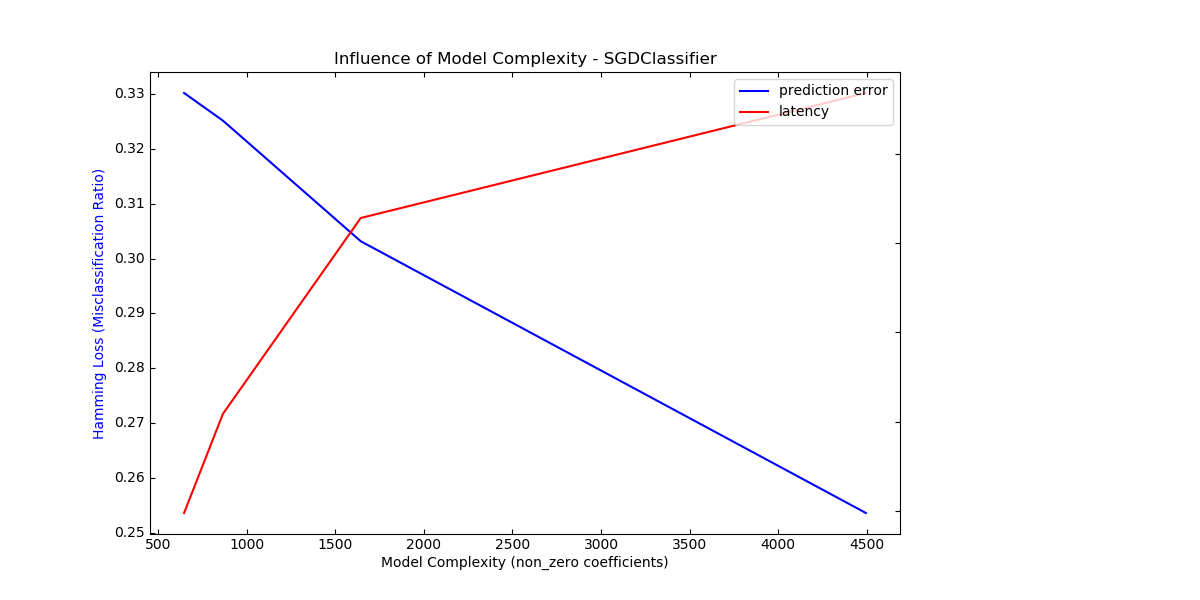 Influence of Model Complexity - SGDClassifier
prediction error
latency
Hamming Loss (Misclassification Ratio)
0.33
0.32
0.31
0.30
0.29
0.28
0.27
0.26
0.25
500 1000 1500 2000 2500 3000 3500 4000 4500
Model Complexity (non_zero coefficients)